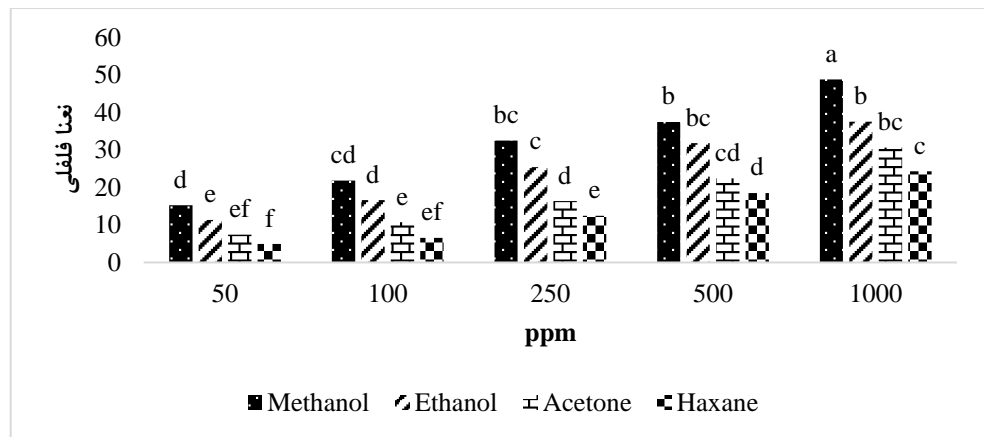 60
50
40
30
20
10
0
نعنا فلفلی
d e ef f
cd d e ef
bc c d e
b bc cd d
a b bc c
50 100 250 500 1000
ppm
Methanol Ethanol Acetone Haxane